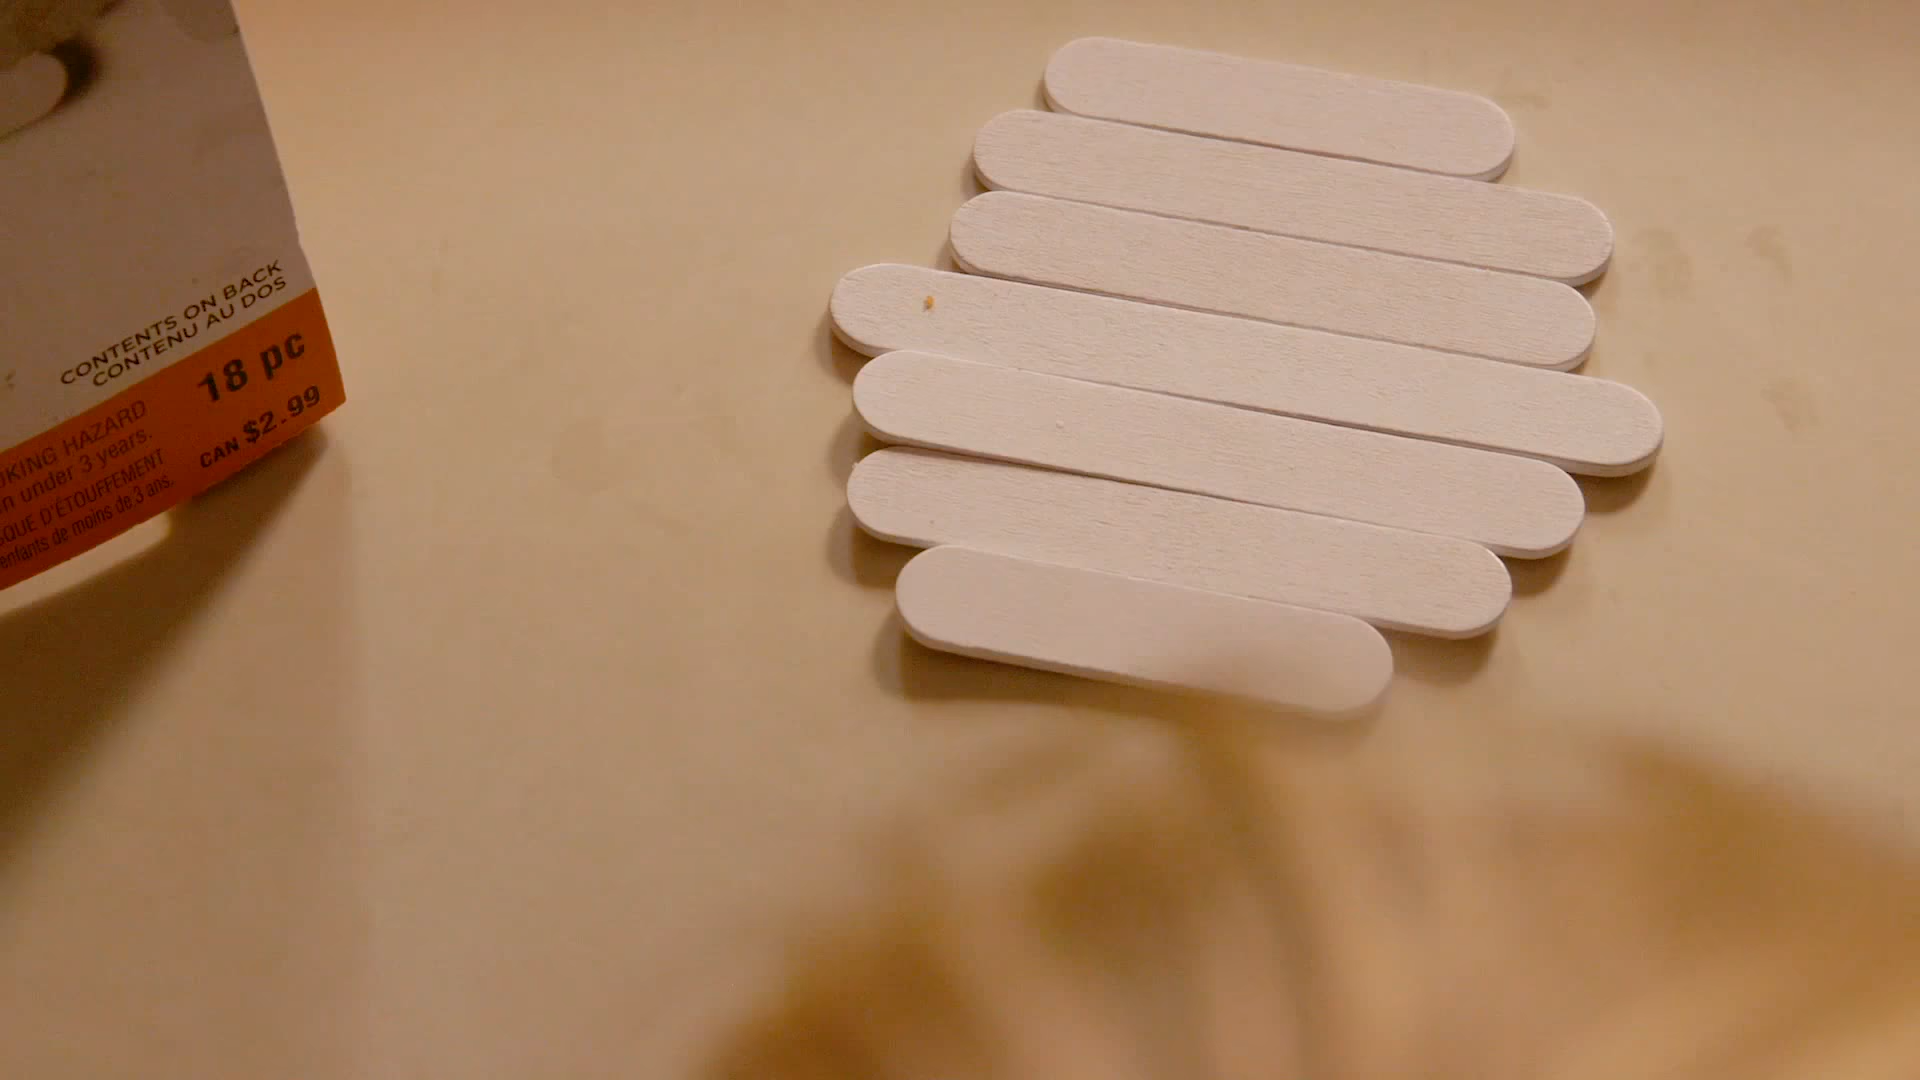 CONTENTS ON BACK
CONTENU AU DOS
18 pc
CAN $2.99
HAZARD
under 3 years.
D'ÉTOUFFEMENT
enfants de moins de 3 ans.